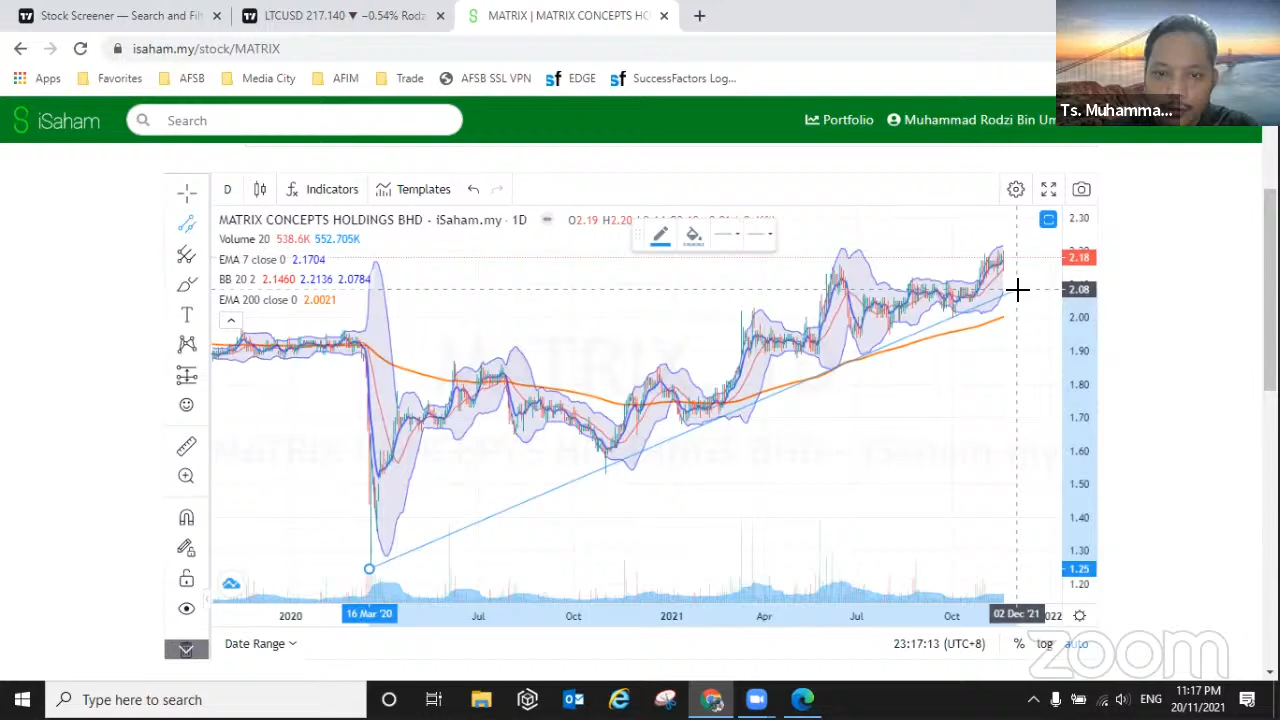 Stock Screener — Search and Filt
LTCUSD 217.140 ▼ −0.54% Rodz
MATRIX | MATRIX CONCEPTS HO
isaham.my/stock/MATRIX
Apps Favorites AFSB Media City AFIM Trade AFSB SSL VPN EDGE SuccessFactors Log...
Ts. Muhamma...
iSaham Search Portfolio Muhammad Rodzi Bin Um
D Indicators Templates
MATRIX CONCEPTS HOLDINGS BHD - iSaham.my · 1D O2.19 H2.20
Volume 20 538.6K 552.705K
EMA 7 close 0 2.1704
BB 20 2 2.1460 2.2136 2.0784
EMA 200 close 0 2.0021
2.30
2.18
2.08
2.00
1.90
1.80
1.70
1.60
1.50
1.40
1.30
1.25
1.20
2020 16 Mar '20 Jul Oct 2021 Apr Jul Oct 02 Dec '21 2022
Date Range 23:17:13 (UTC+8) % log auto
zoom
Type here to search ENG 11:17 PM
20/11/2021